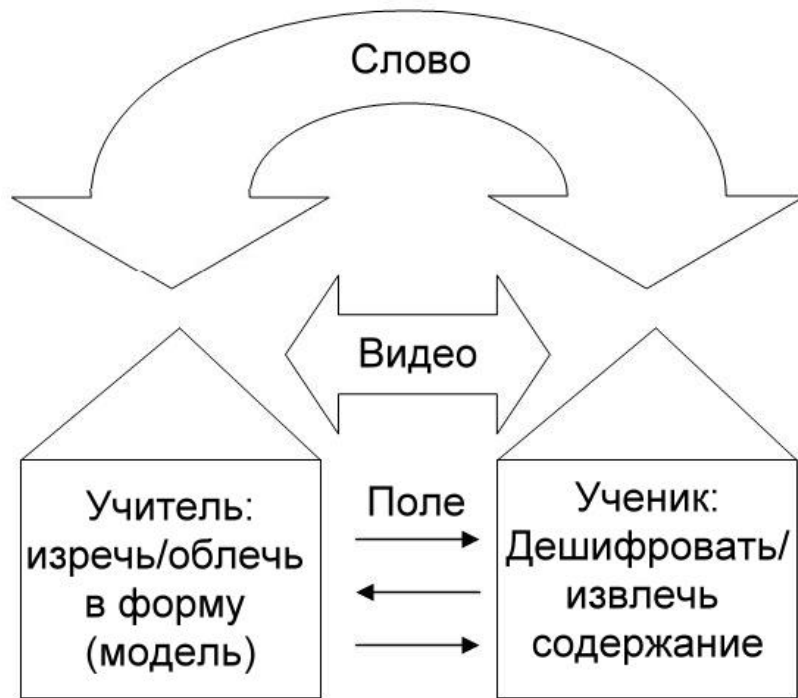 Слово
Видео
Учитель:
изречь/облечь
в форму
(модель)
Поле
Ученик:
Дешифровать/
извлечь
содержание